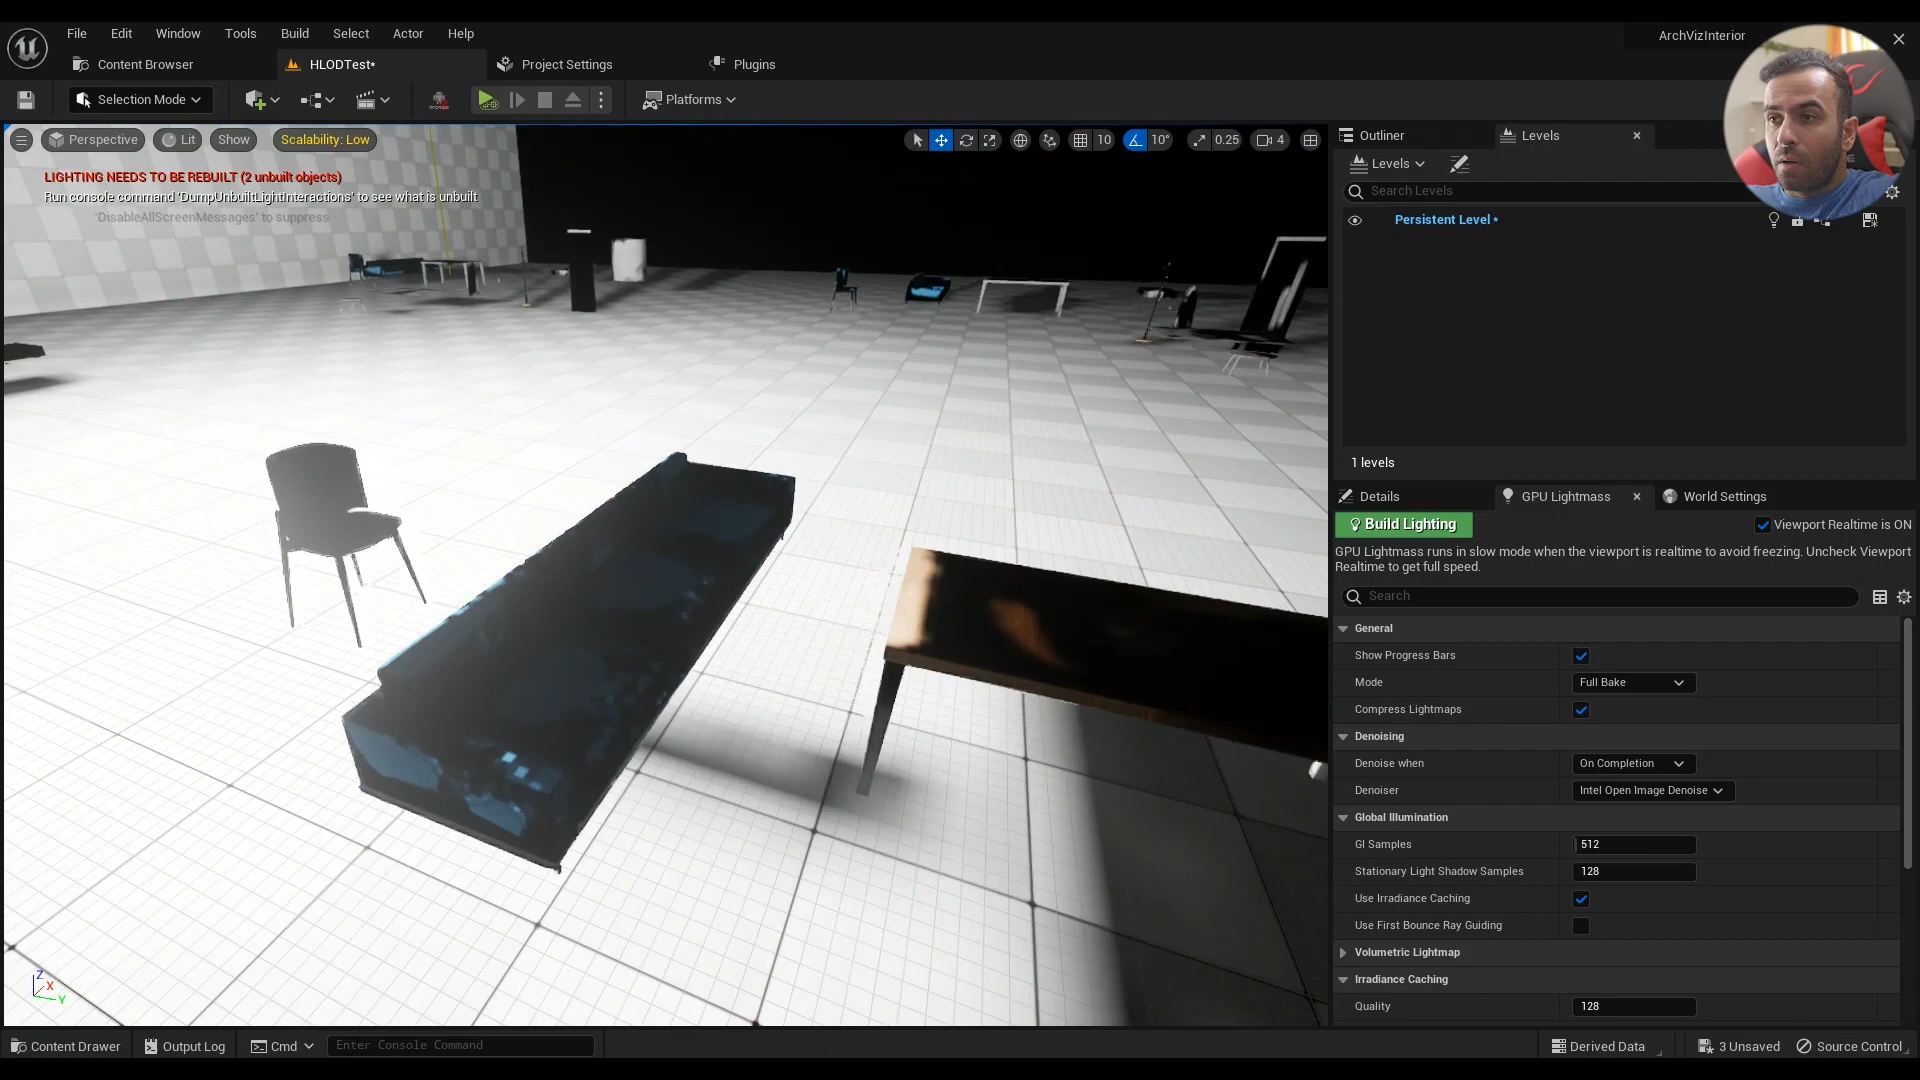 File Edit Window Tools Build Select Actor Help
ArchVizInterior
Content Browser HLODTest* Project Settings Plugins
Selection Mode Platforms
Perspective Lit Show Scalability: Low 10 10° 0.25 4
LIGHTING NEEDS TO BE REBUILT (2 unbuilt objects)
Run console command 'DumpUnbuiltLightInteractions' to see what is unbuilt
'DisableAllScreenMessages' to suppress
Outliner Levels
Levels
Search Levels
Persistent Level *
1 levels
Details GPU Lightmass World Settings
Build Lighting Viewport Realtime is ON
GPU Lightmass runs in slow mode when the viewport is realtime to avoid freezing. Uncheck Viewport
Realtime to get full speed.
Search
General
Show Progress Bars
Mode Full Bake
Compress Lightmaps
Denoising
Denoise when On Completion
Denoiser Intel Open Image Denoise
Global Illumination
GI Samples 512
Stationary Light Shadow Samples 128
Use Irradiance Caching
Use First Bounce Ray Guiding
Volumetric Lightmap
Irradiance Caching
Quality 128
Z
X
Y
Content Drawer Output Log Cmd Enter Console Command Derived Data 3 Unsaved Source Control